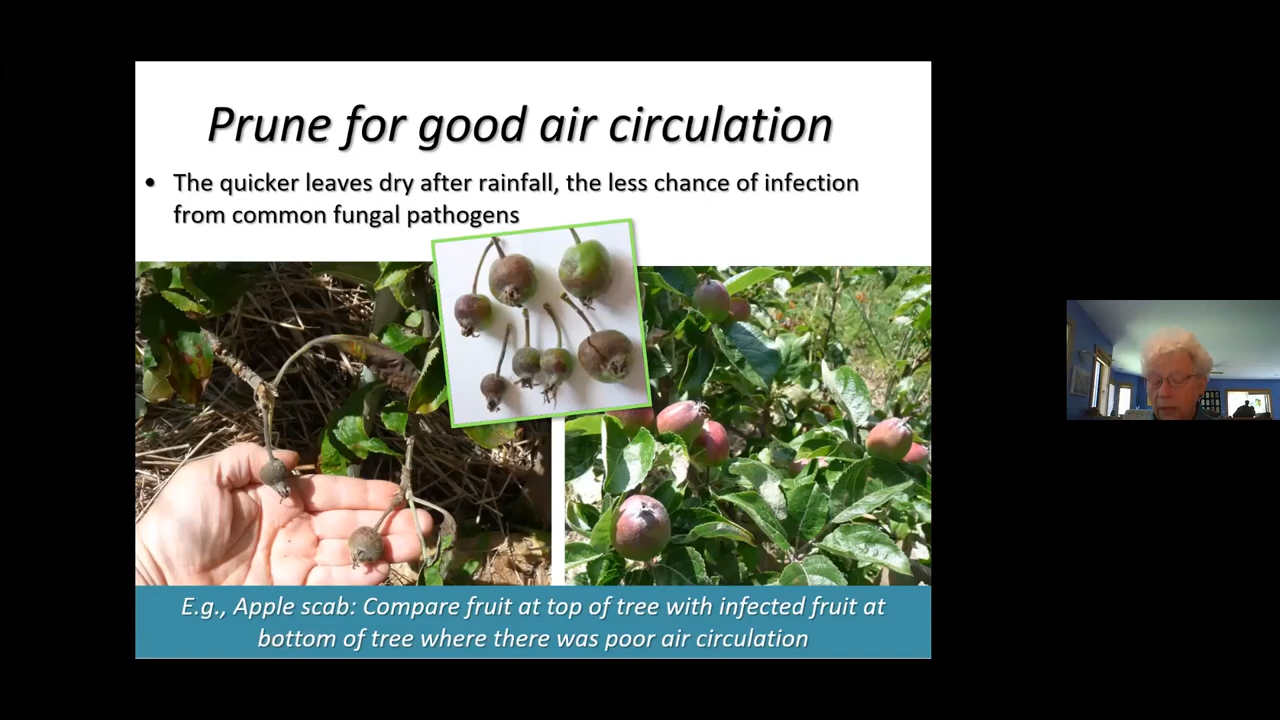 Prune for good air circulation
• The quicker leaves dry after rainfall, the less chance of infection
from common fungal pathogens
E.g., Apple scab: Compare fruit at top of tree with infected fruit at
bottom of tree where there was poor air circulation